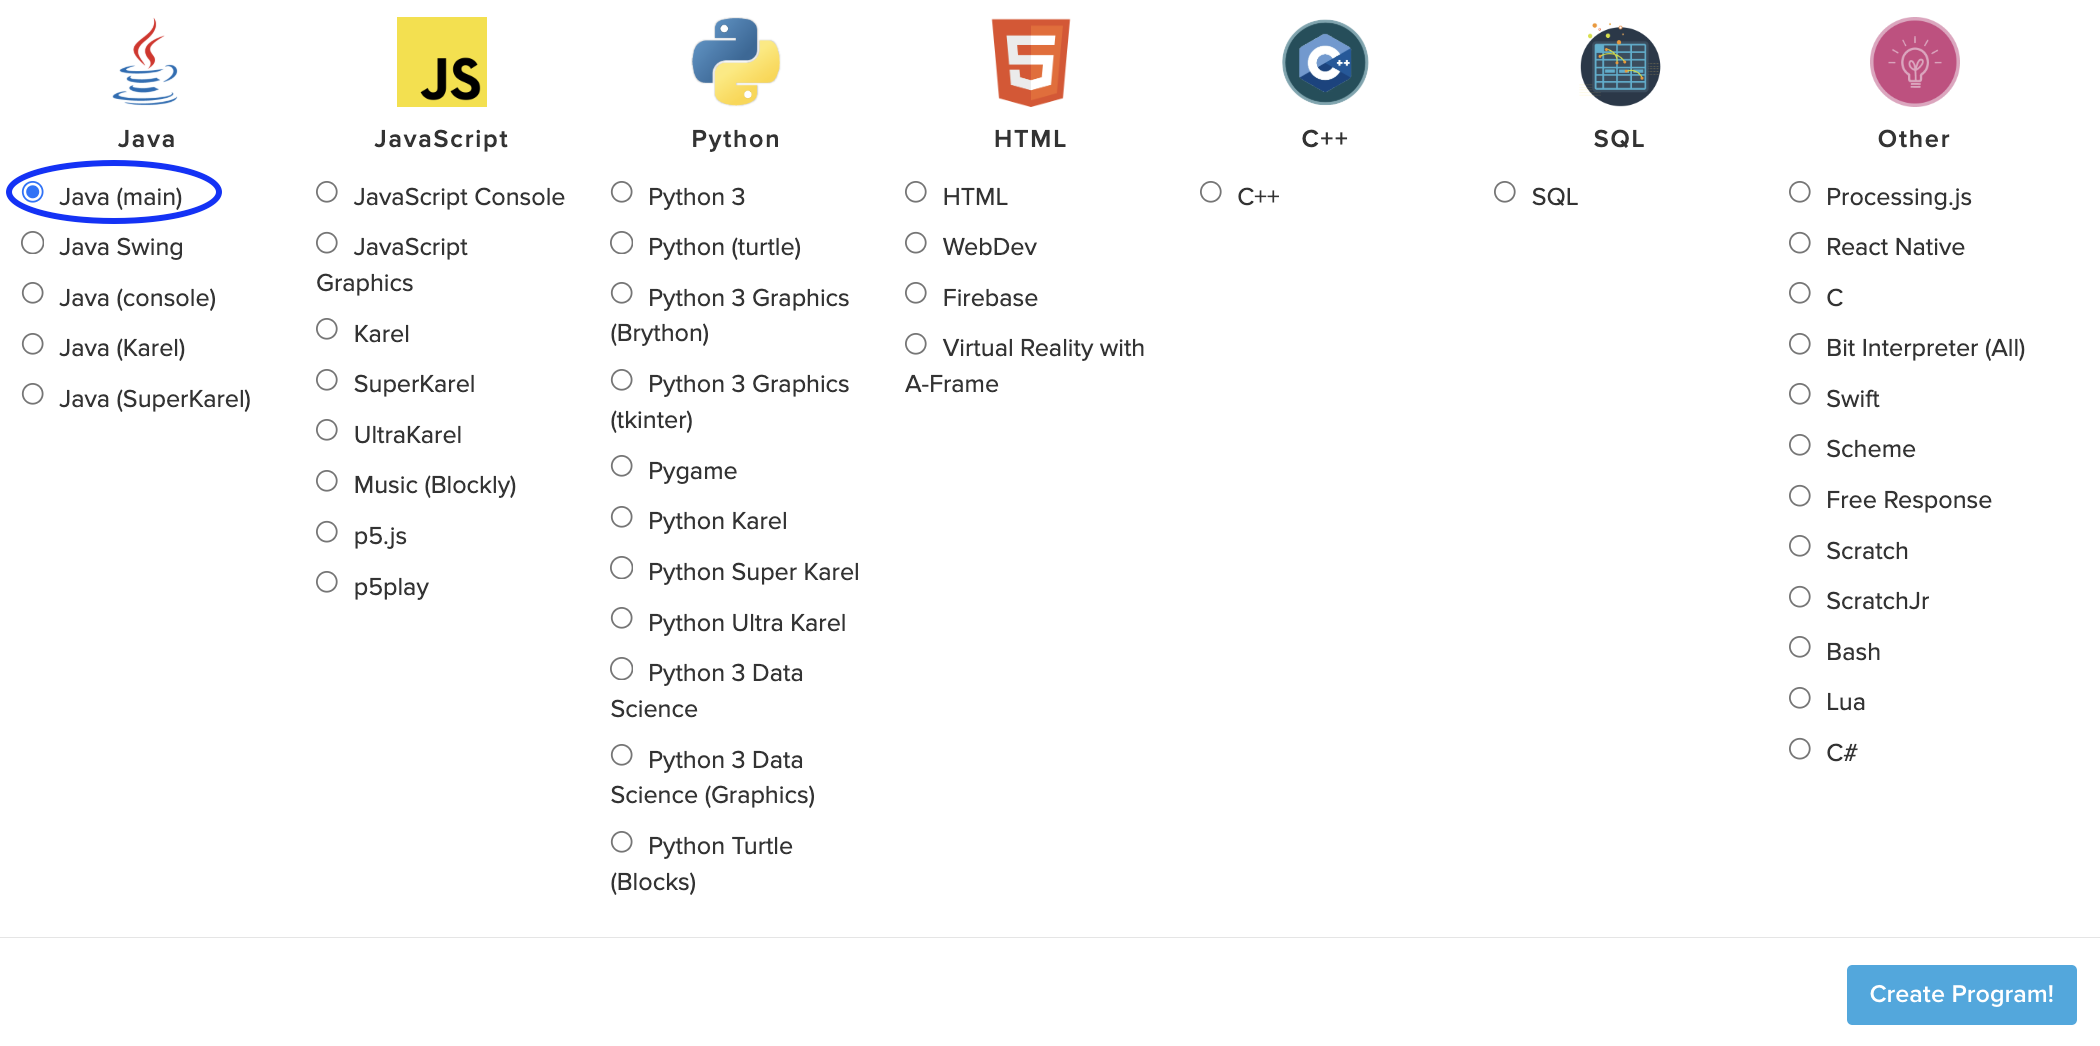 JS
5
C++
Java
JavaScript
Python
HTML
C++
SQL
Other
Java (main)
Java Swing
Java (console)
Java (Karel)
Java (SuperKarel)
JavaScript Console
JavaScript
Graphics
Karel
SuperKarel
UltraKarel
Music (Blockly)
p5.js
p5play
Python 3
Python (turtle)
Python 3 Graphics
(Brython)
Python 3 Graphics
(tkinter)
Pygame
Python Karel
Python Super Karel
Python Ultra Karel
Python 3 Data
Science
Python 3 Data
Science (Graphics)
Python Turtle
(Blocks)
HTML
WebDev
Firebase
Virtual Reality with
A-Frame
C++
SQL
Processing.js
React Native
C
Bit Interpreter (All)
Swift
Scheme
Free Response
Scratch
ScratchJr
Bash
Lua
C#
Create Program!